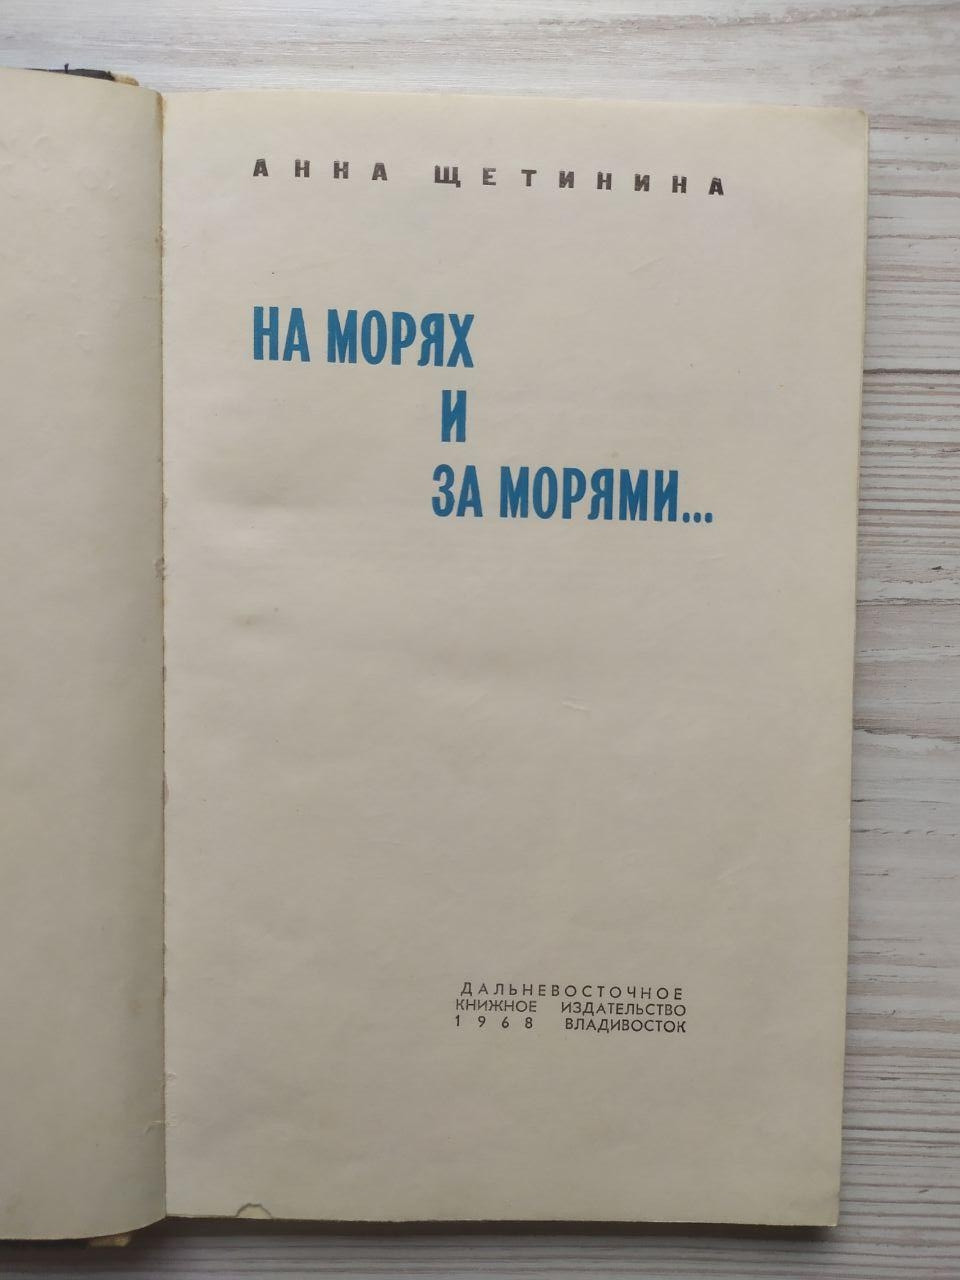 АННА ЩЕТИНИНА
НА МОРЯХ
И
ЗА МОРЯМИ...
ДАЛЬНЕВОСТОЧНОЕ
КНИЖНОЕ ИЗДАТЕЛЬСТВО
1968 ВЛАДИВОСТОК